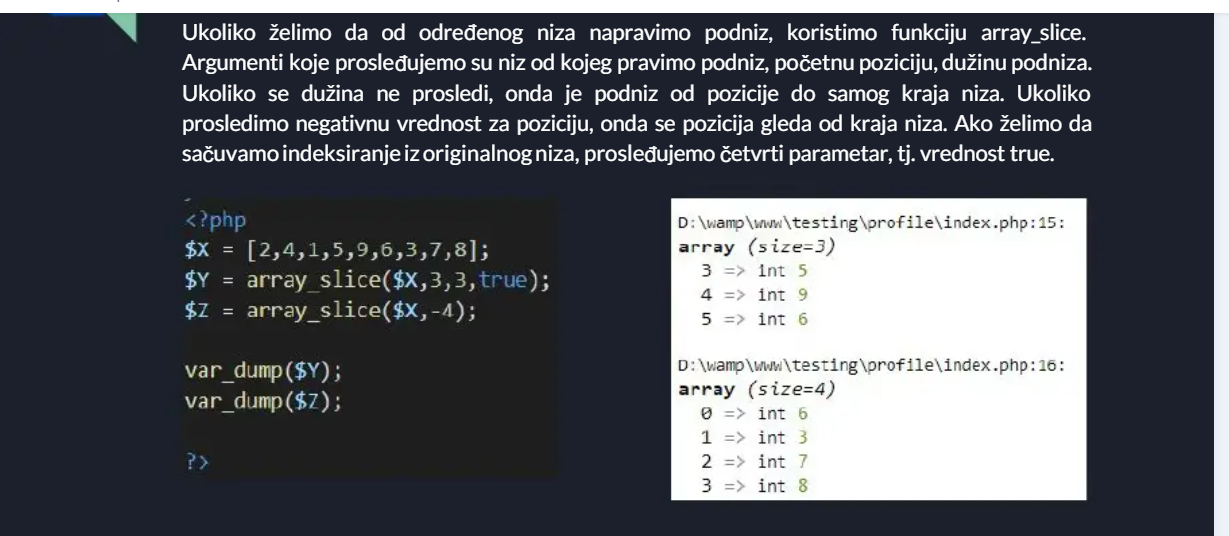 Ukoliko želimo da od određenog niza napravimo podniz, koristimo funkciju array_slice.
Argumenti koje prosleđujemo su niz od kojeg pravimo podniz, početnu poziciju, dužinu podniza.
Ukoliko se dužina ne prosledi, onda je podniz od pozicije do samog kraja niza. Ukoliko
prosledimo negativnu vrednost za poziciju, onda se pozicija gleda od kraja niza. Ako želimo da
sačuvamo indeksiranje iz originalnog niza, prosleđujemo četvrti parametar, tj. vrednost true.
<?php
$X = [2,4,1,5,9,6,3,7,8];
$Y = array_slice($X,3,3,true);
$Z = array_slice($X,-4);
var_dump($Y);
var_dump($Z);
?>
D:\wamp\www\testing\profile\index.php:15:
array (size=3)
3 => int 5
4 => int 9
5 => int 6
D:\wamp\www\testing\profile\index.php:16:
array (size=4)
0 => int 6
1 => int 3
2 => int 7
3 => int 8